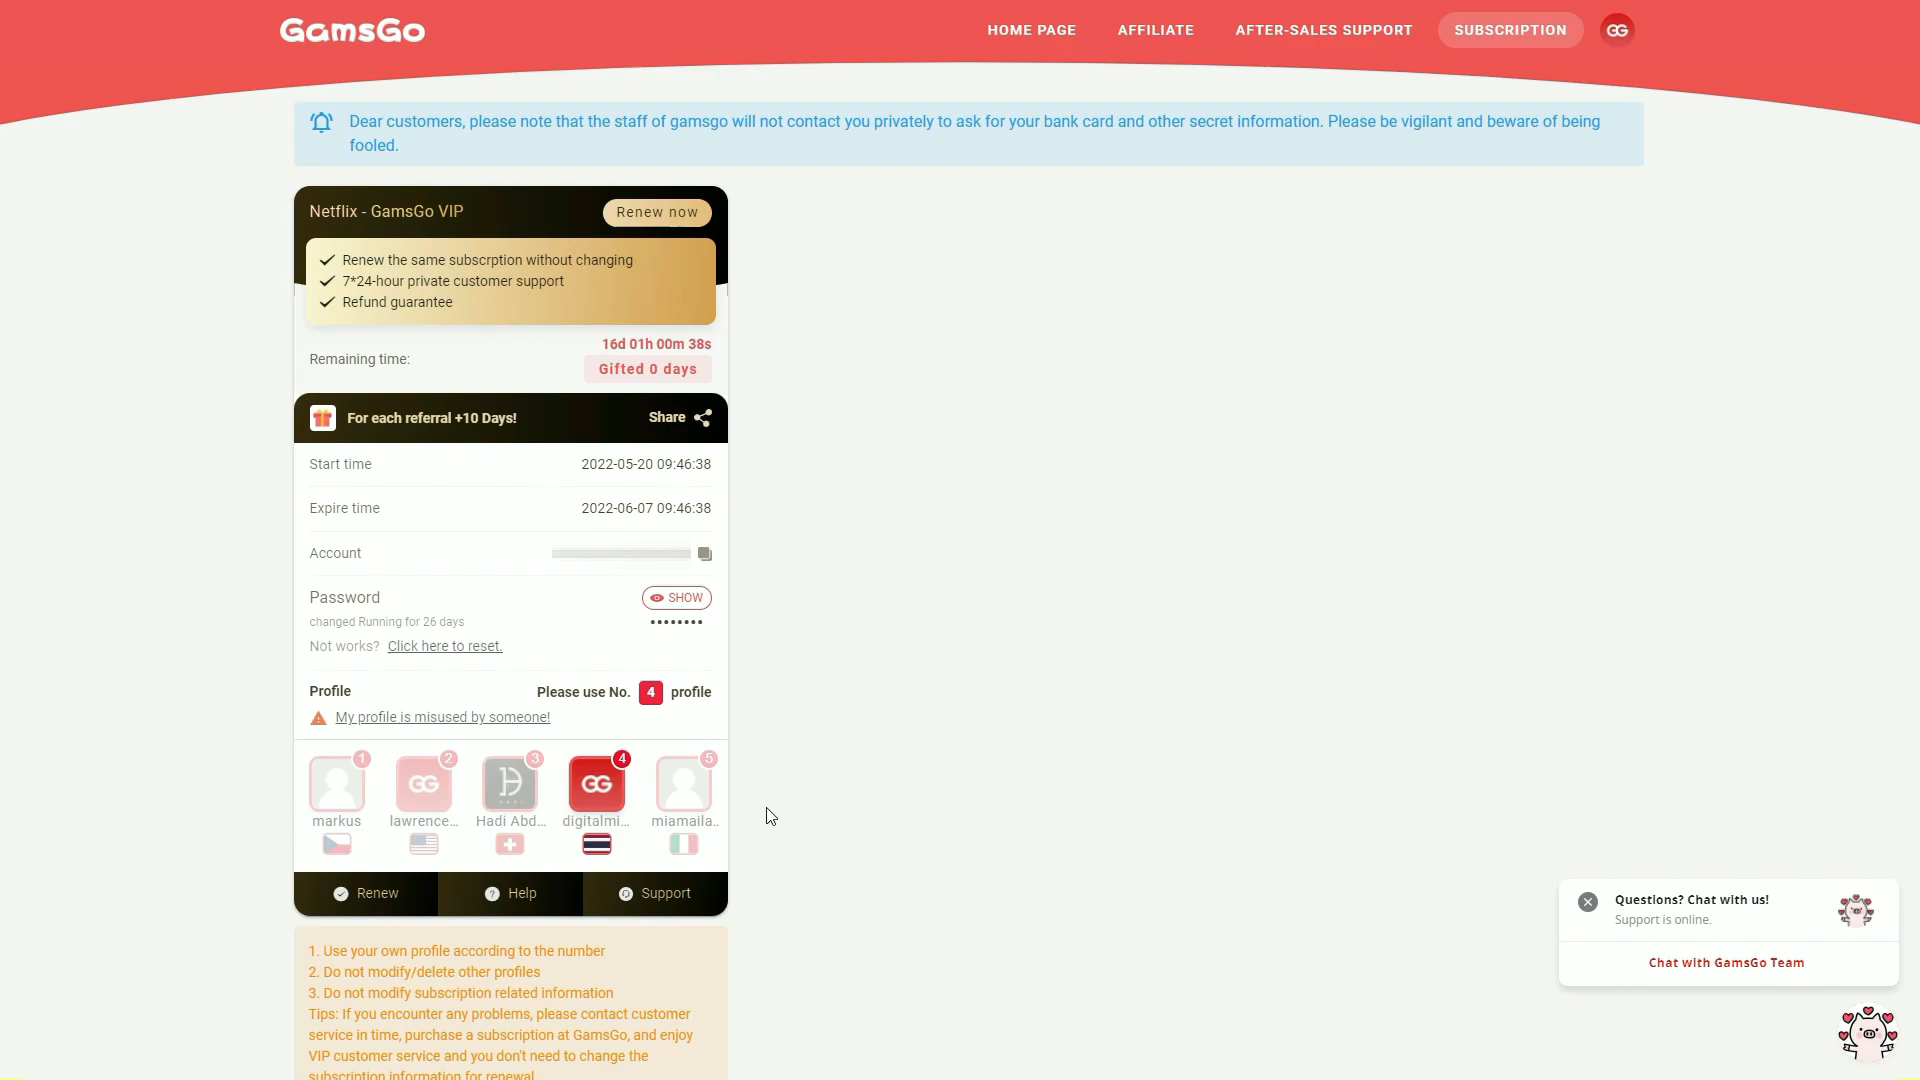 GamsGo
HOME PAGE
AFFILIATE
AFTER-SALES SUPPORT
SUBSCRIPTION
GG
Dear customers, please note that the staff of gamsgo will not contact you privately to ask for your bank card and other secret information. Please be vigilant and beware of being
fooled.
Netflix - GamsGo VIP
Renew now
Renew the same subscrption without changing
7*24-hour private customer support
Refund guarantee
Remaining time:
16d 01h 00m 38s
Gifted 0 days
For each referral +10 Days!
Share
Start time
2022-05-20 09:46:38
Expire time
2022-06-07 09:46:38
Account
Password
SHOW
changed Running for 26 days
••••••••
Not works? Click here to reset.
Profile
Please use No. 4 profile
My profile is misused by someone!
1
2
3
4
5
GG
GG
markus
lawrence...
Hadi Abd...
digitalmi...
miamaila..
Renew
Help
Support
1. Use your own profile according to the number
2. Do not modify/delete other profiles
3. Do not modify subscription related information
Tips: If you encounter any problems, please contact customer
service in time, purchase a subscription at GamsGo, and enjoy
VIP customer service and you don't need to change the
subscription information for renewal
Questions? Chat with us!
Support is online.
Chat with GamsGo Team